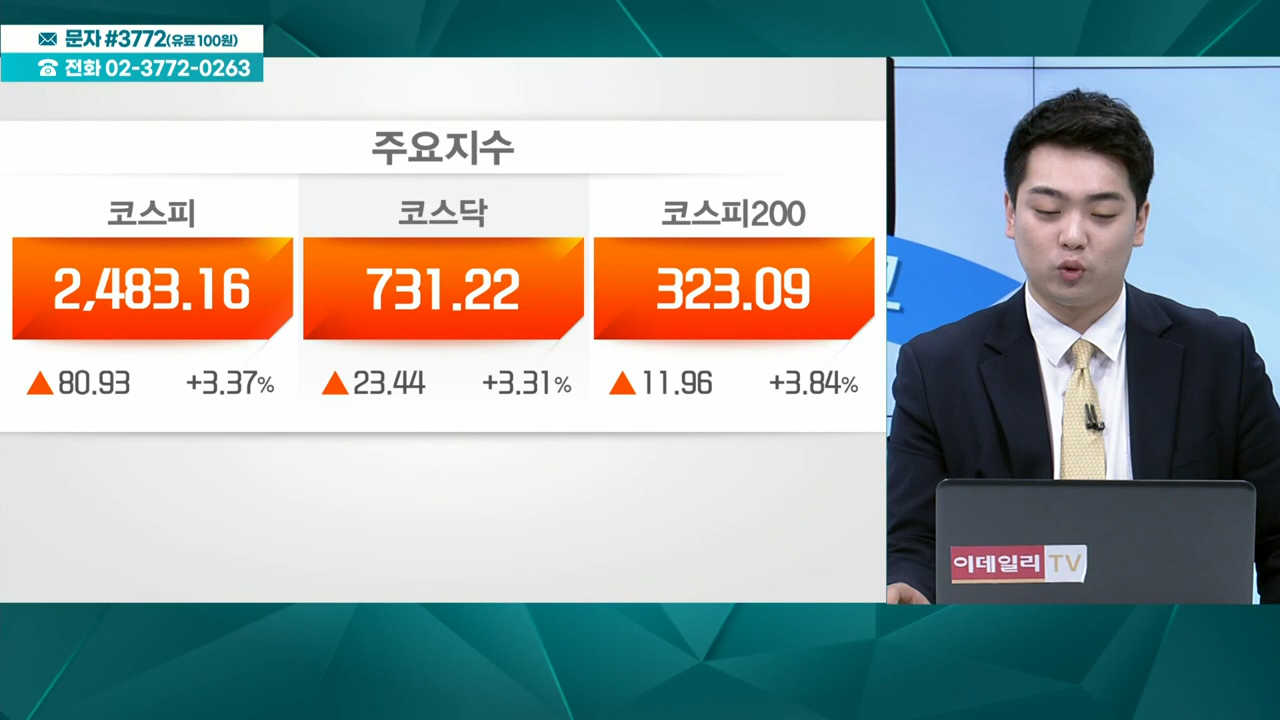 문자 #3772(유료 100원)
전화 02-3772-0263
주요지수
코스피
2,483.16
▲80.93 +3.37%
코스닥
731.22
▲23.44 +3.31%
코스피200
323.09
▲11.96 +3.84%
이데일리TV